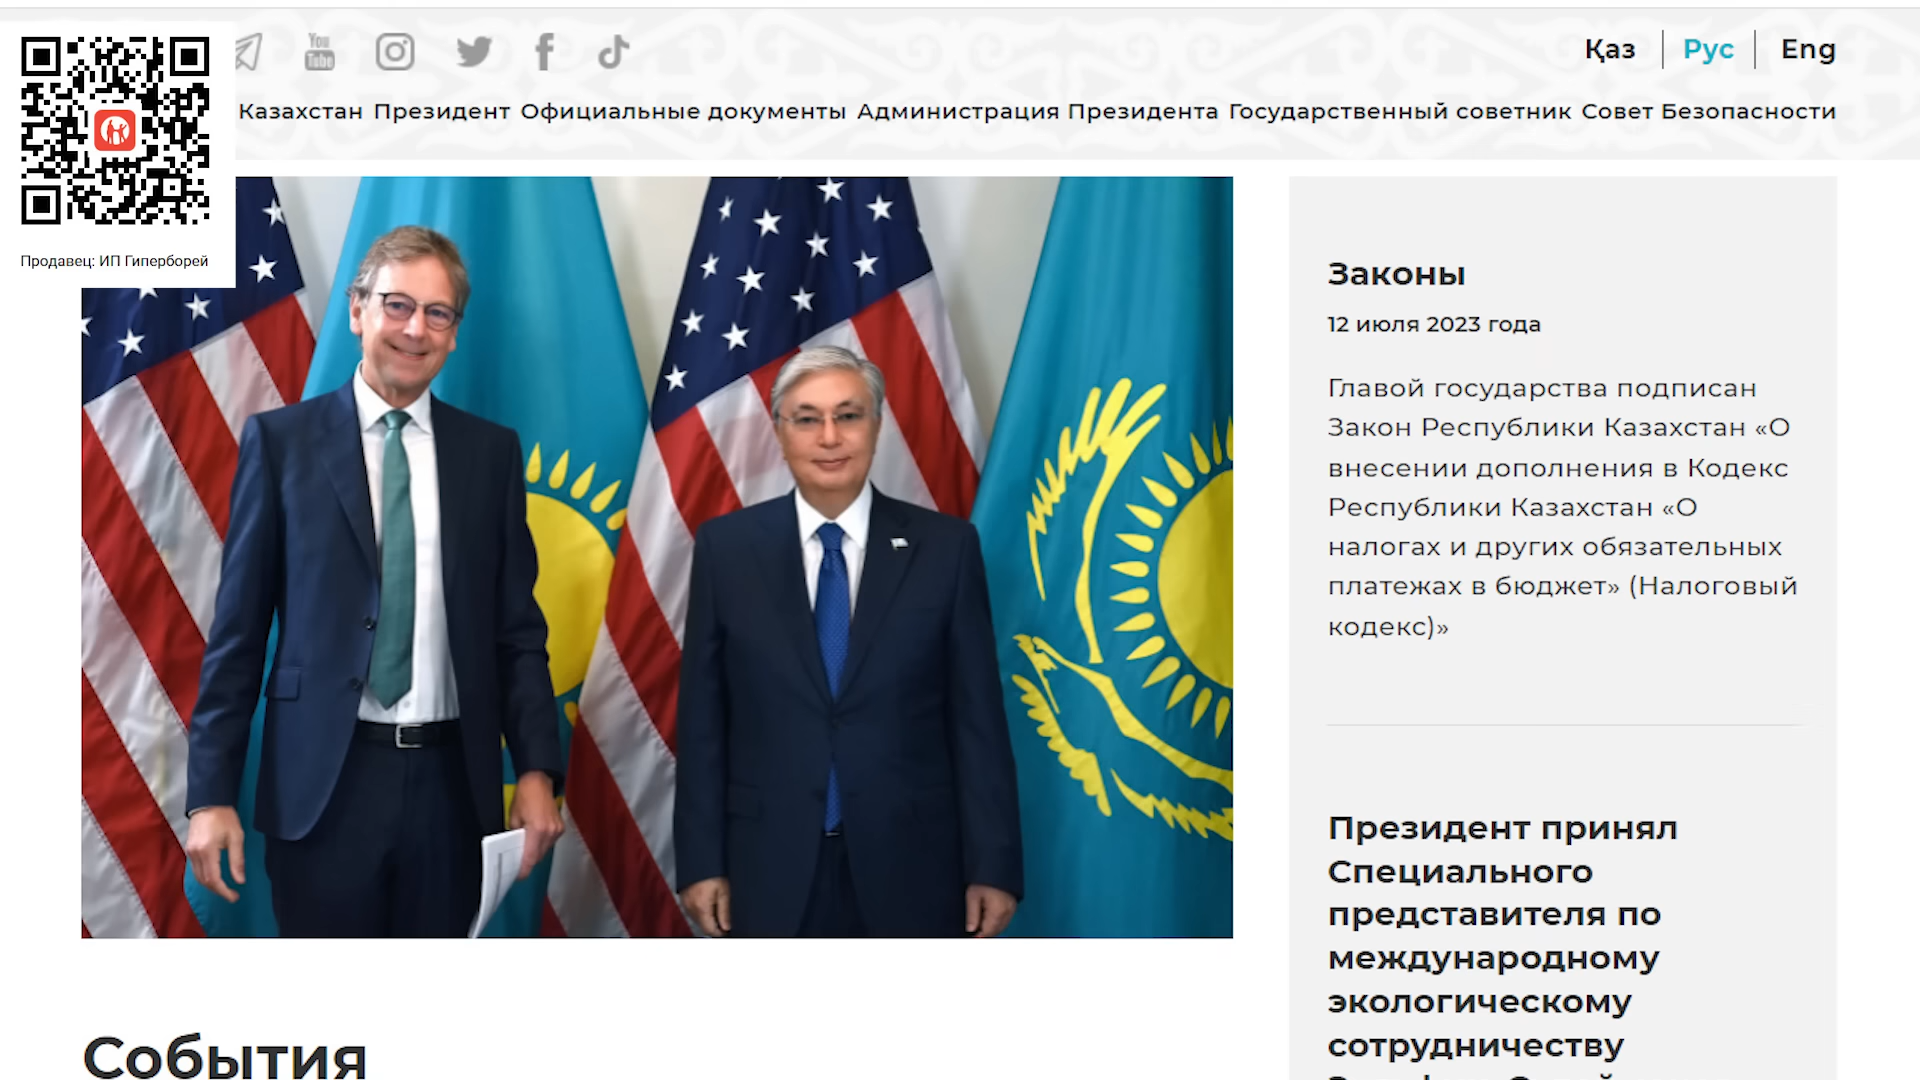 You
Tube
Қаз
Рус
Eng
Казахстан Президент Официальные документы Администрация Президента Государственный советник Совет Безопасности
Продавец: ИП Гиперборей
Законы
12 июля 2023 года
Главой государства подписан
Закон Республики Казахстан «О
внесении дополнения в Кодекс
Республики Казахстан «О
налогах и других обязательных
платежах в бюджет» (Налоговый
кодекс)»
Президент принял
Специального
представителя по
международному
экологическому
сотрудничеству
События